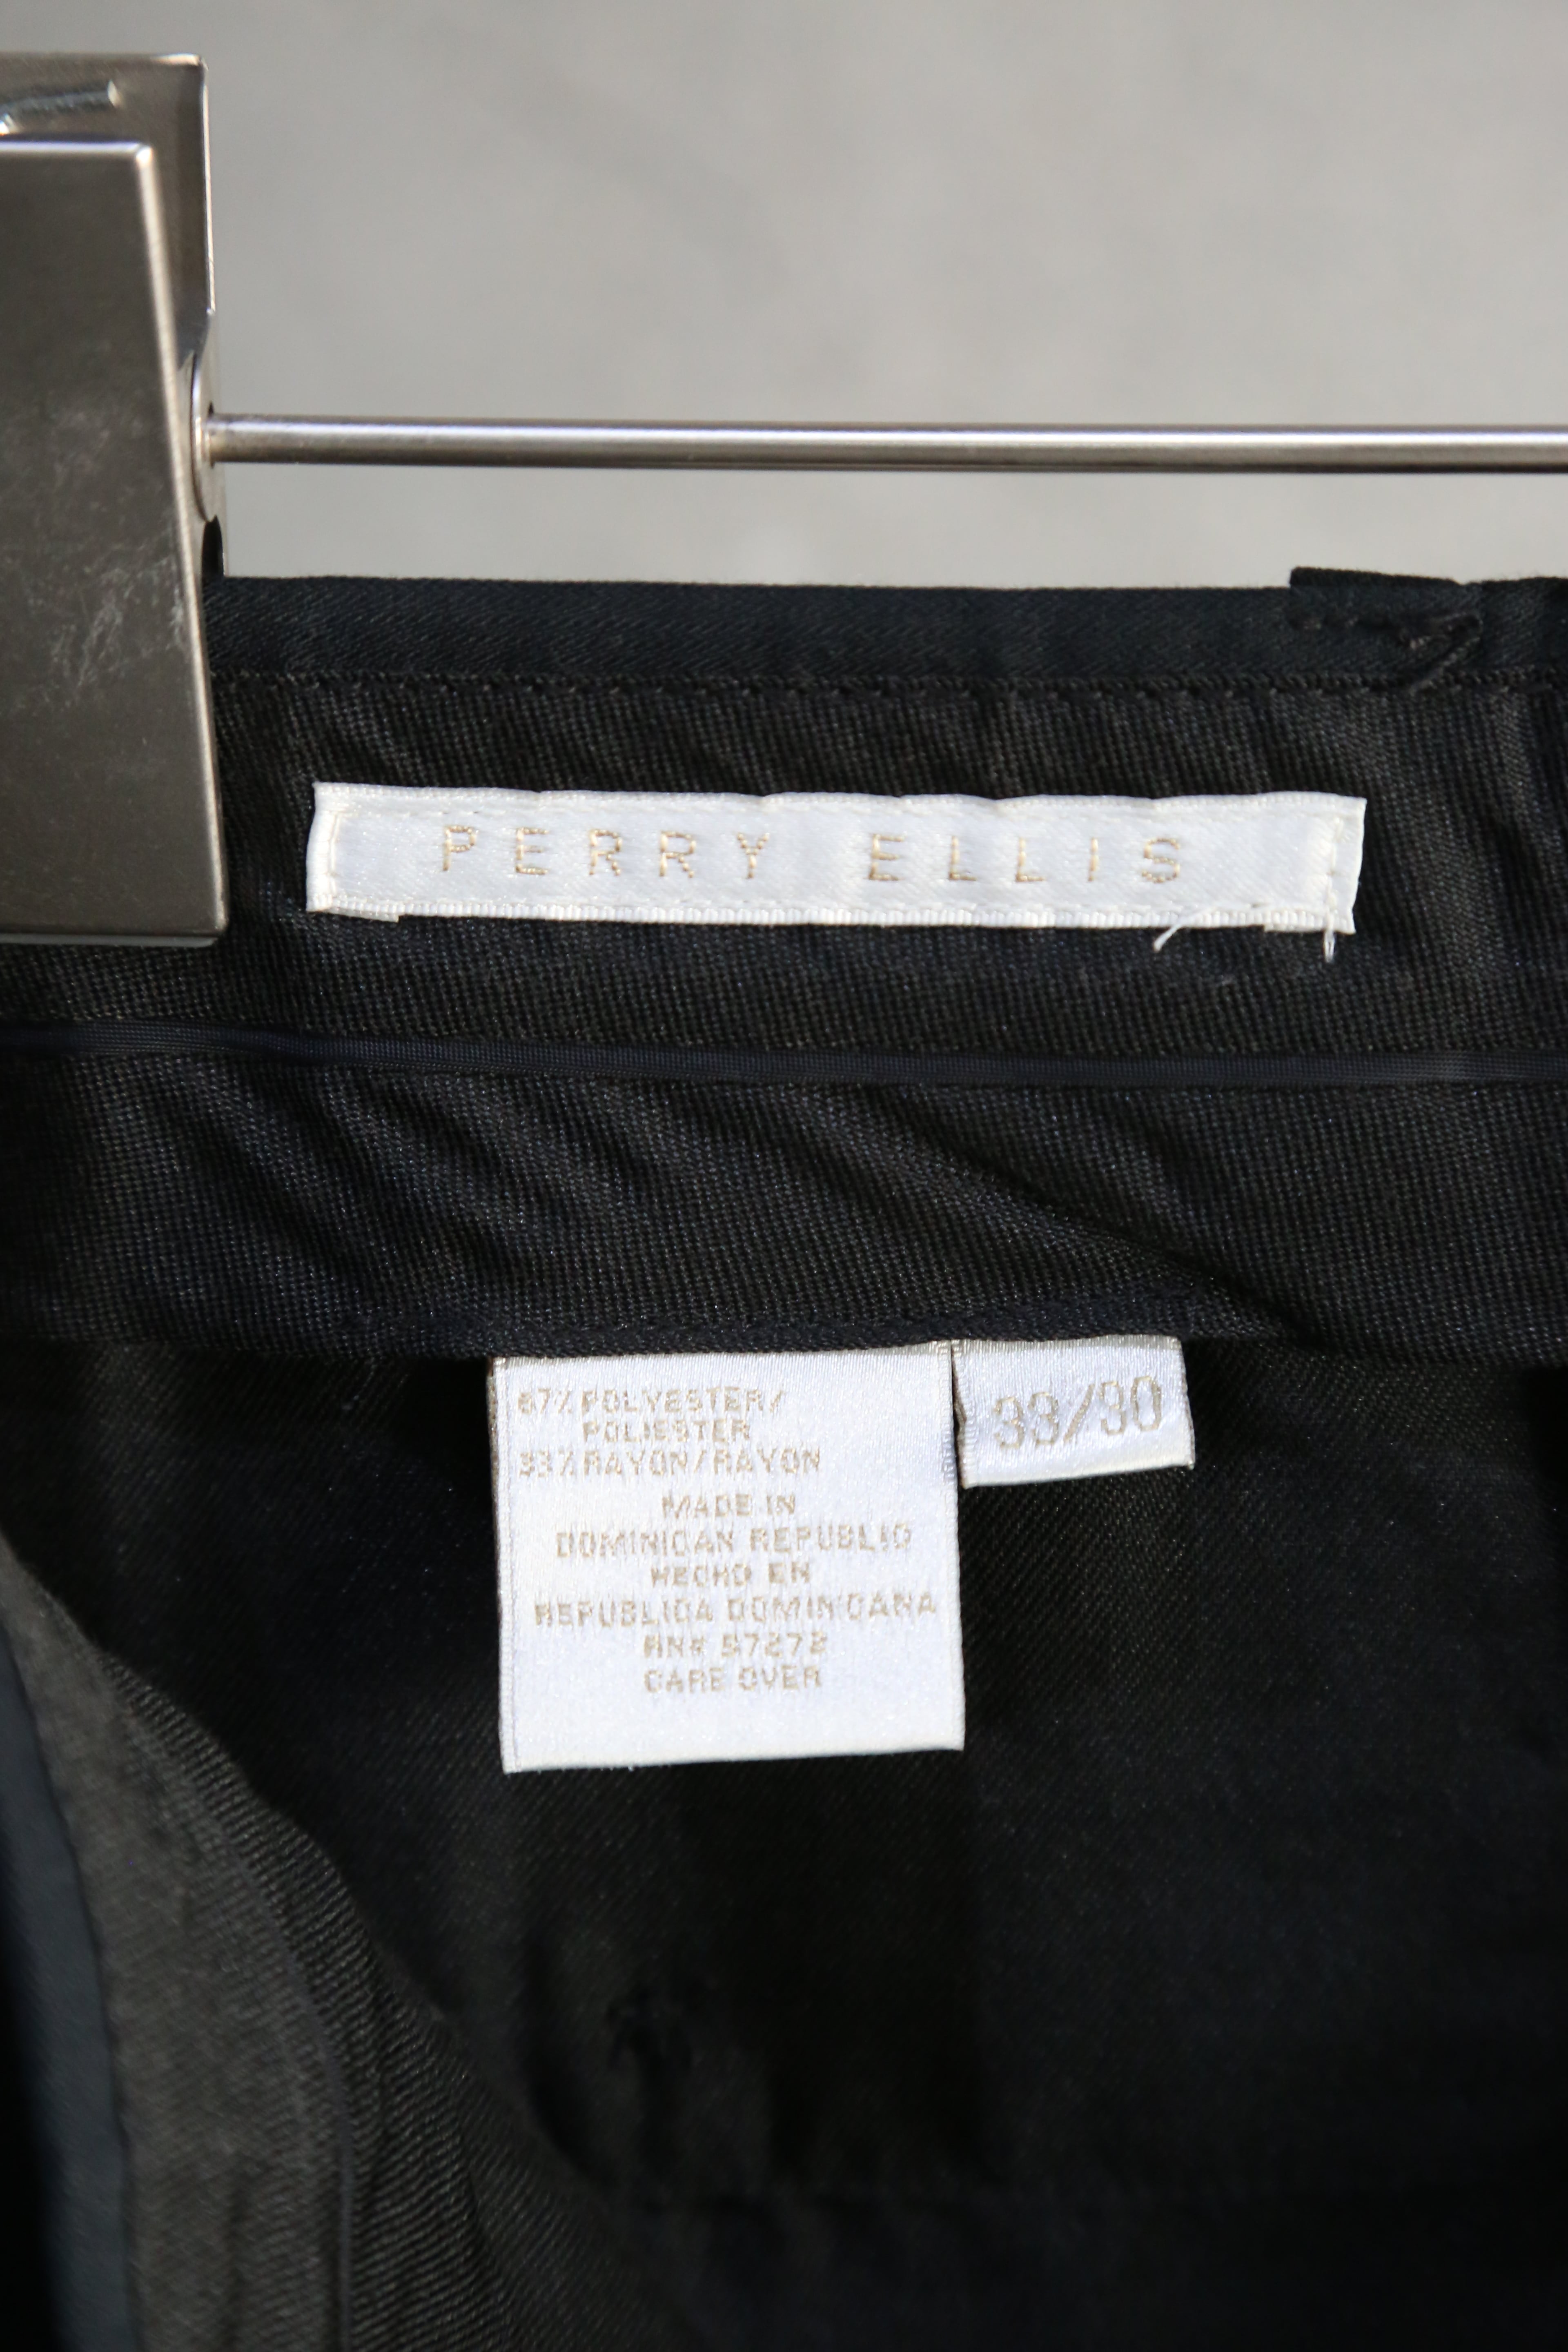 PERRY ELLIS
67% POLYESTER/
POLIESTER
33% RAYON/RAYON
MADE IN
DOMINICAN REPUBLIC
HECHO EN
REPUBLICA DOMINICANA
RN# 57272
CARE OVER
33/30